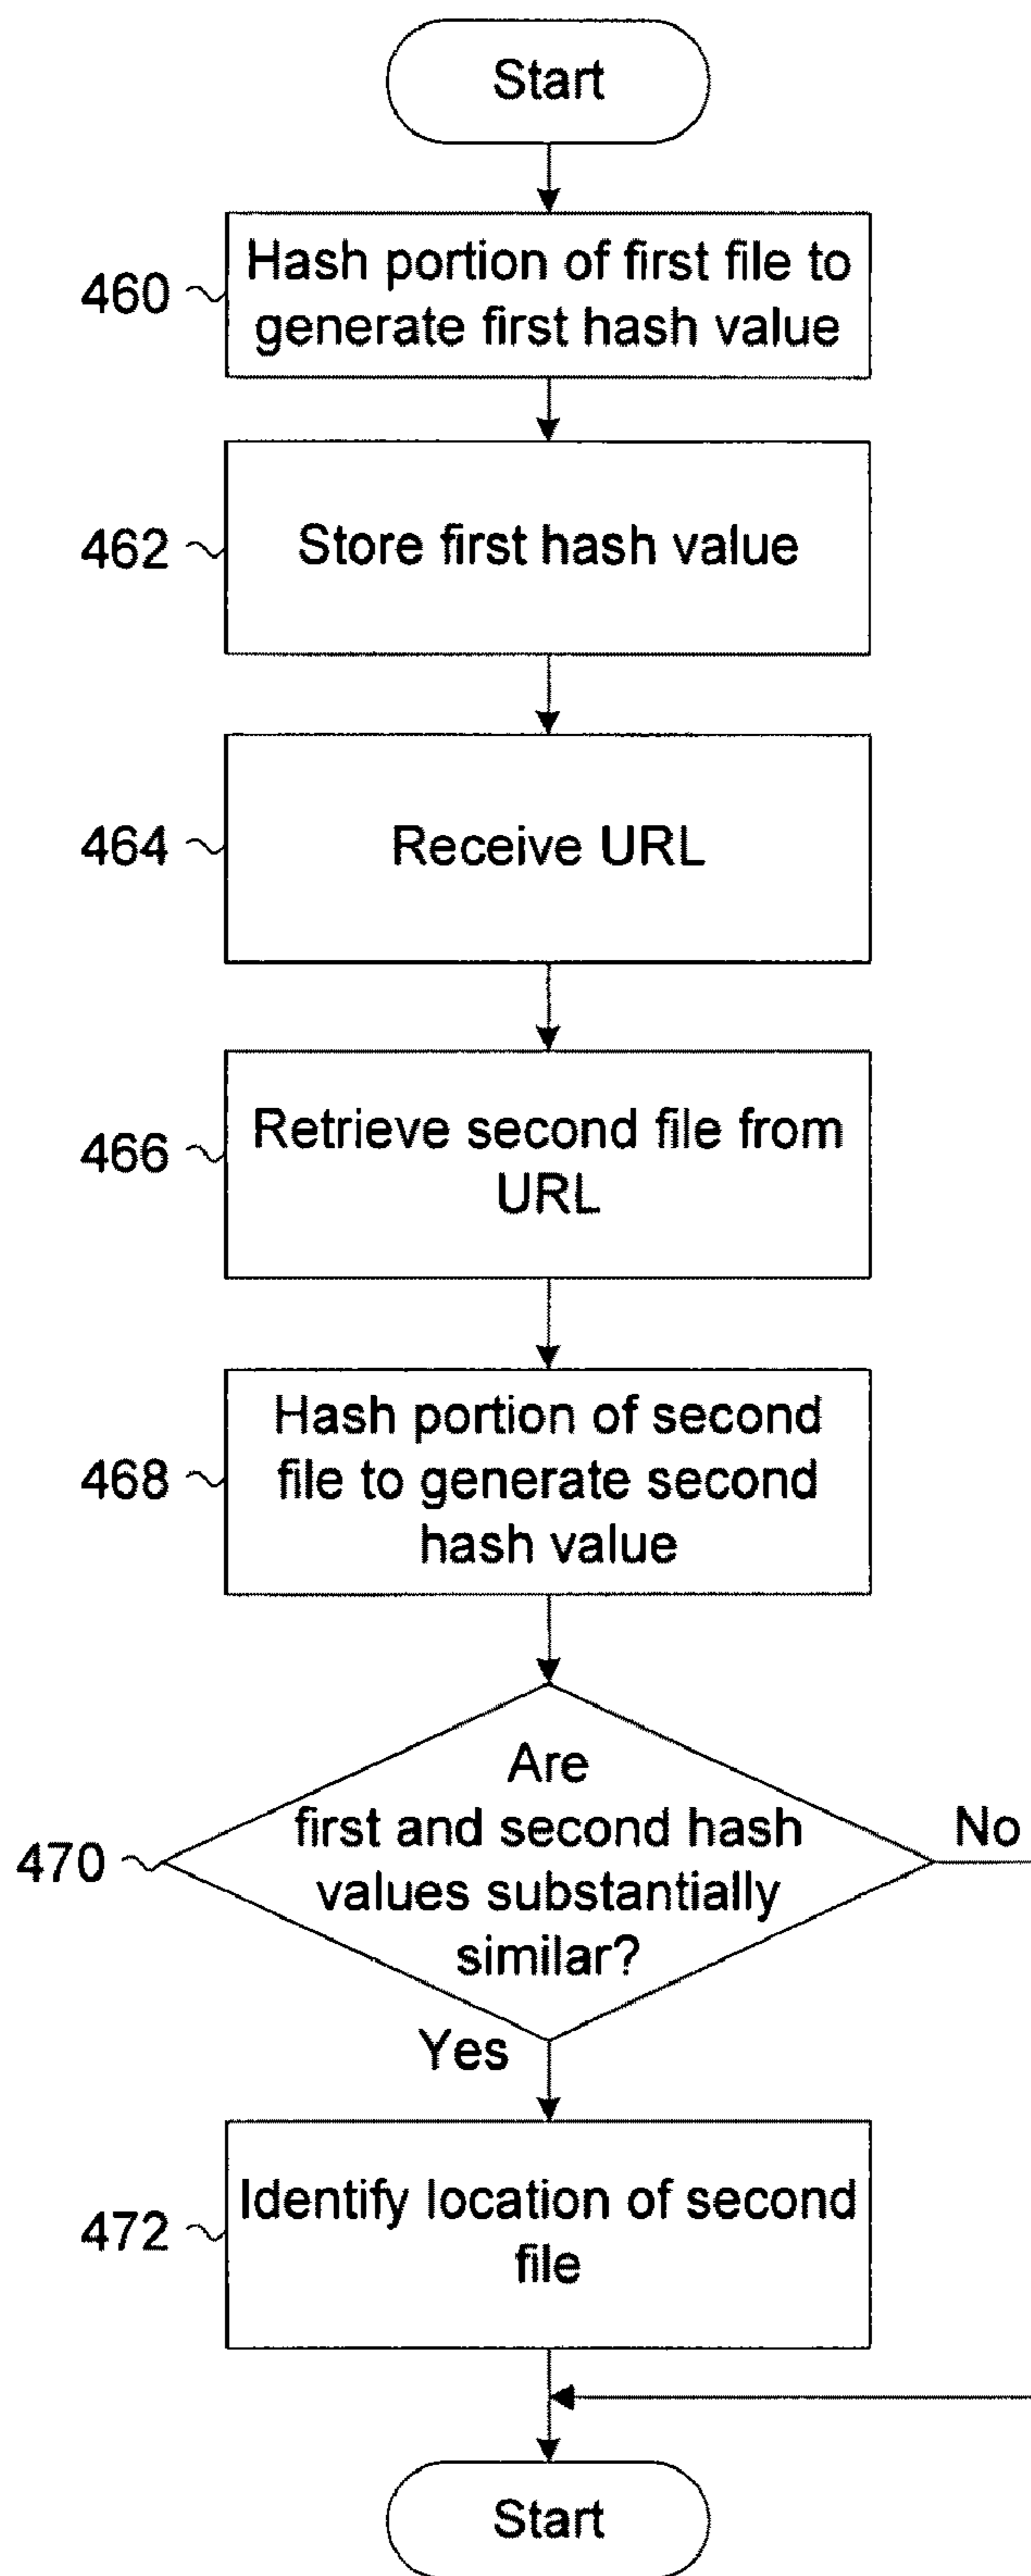 Start
460
Hash portion of first file to
generate first hash value
462
Store first hash value
464
Receive URL
466
Retrieve second file from
URL
468
Hash portion of second
file to generate second
hash value
470
Are
first and second hash
values substantially
similar?
No
Yes
472
Identify location of second
file
Start